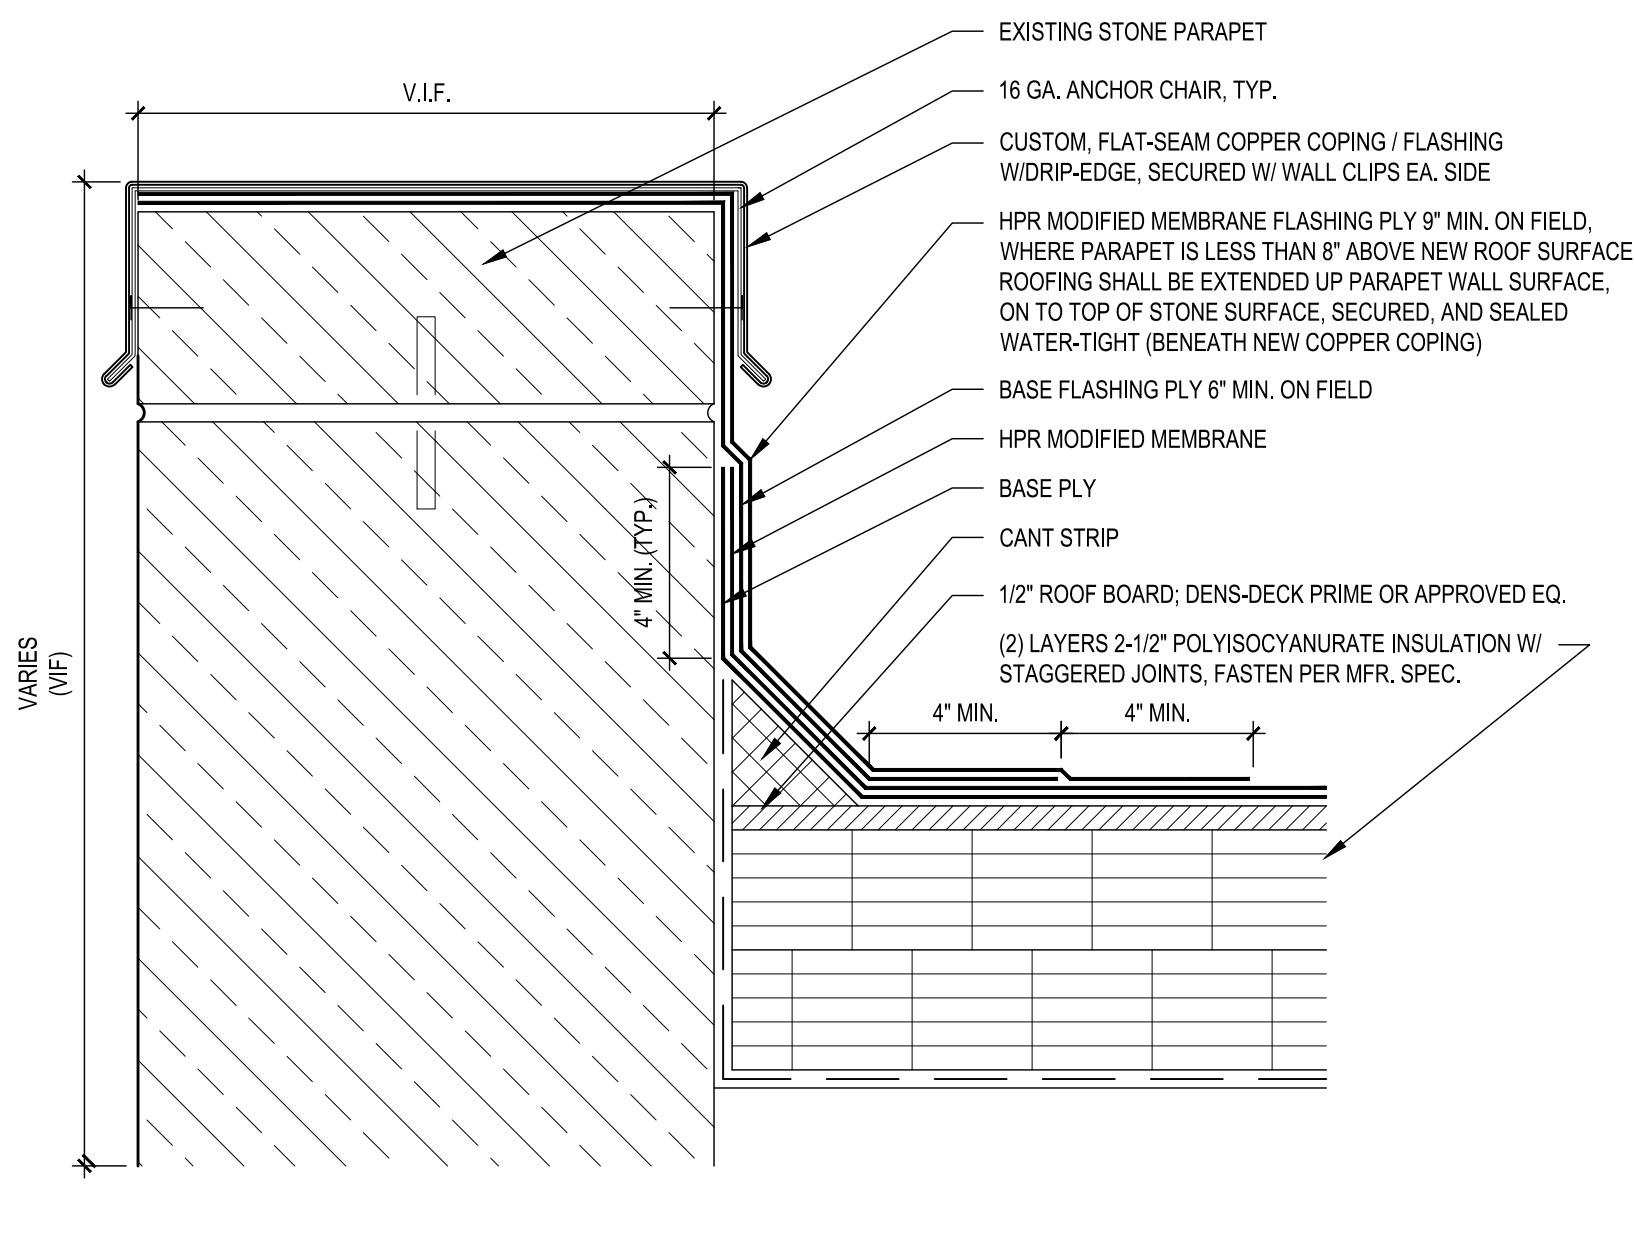 EXISTING STONE PARAPET
V.I.F.
16 GA. ANCHOR CHAIR, TYP.
CUSTOM, FLAT-SEAM COPPER COPING / FLASHING
W/DRIP-EDGE, SECURED W/ WALL CLIPS EA. SIDE
HPR MODIFIED MEMBRANE FLASHING PLY 9" MIN. ON FIELD,
WHERE PARAPET IS LESS THAN 8" ABOVE NEW ROOF SURFACE
ROOFING SHALL BE EXTENDED UP PARAPET WALL SURFACE,
ON TO TOP OF STONE SURFACE, SECURED, AND SEALED
WATER-TIGHT (BENEATH NEW COPPER COPING)
BASE FLASHING PLY 6" MIN. ON FIELD
HPR MODIFIED MEMBRANE
BASE PLY
CANT STRIP
1/2" ROOF BOARD; DENS-DECK PRIME OR APPROVED EQ.
(2) LAYERS 2-1/2" POLYISOCYANURATE INSULATION W/
STAGGERED JOINTS, FASTEN PER MFR. SPEC.
4" MIN. (TYP.)
VARIES
(VIF)
4" MIN.
4" MIN.